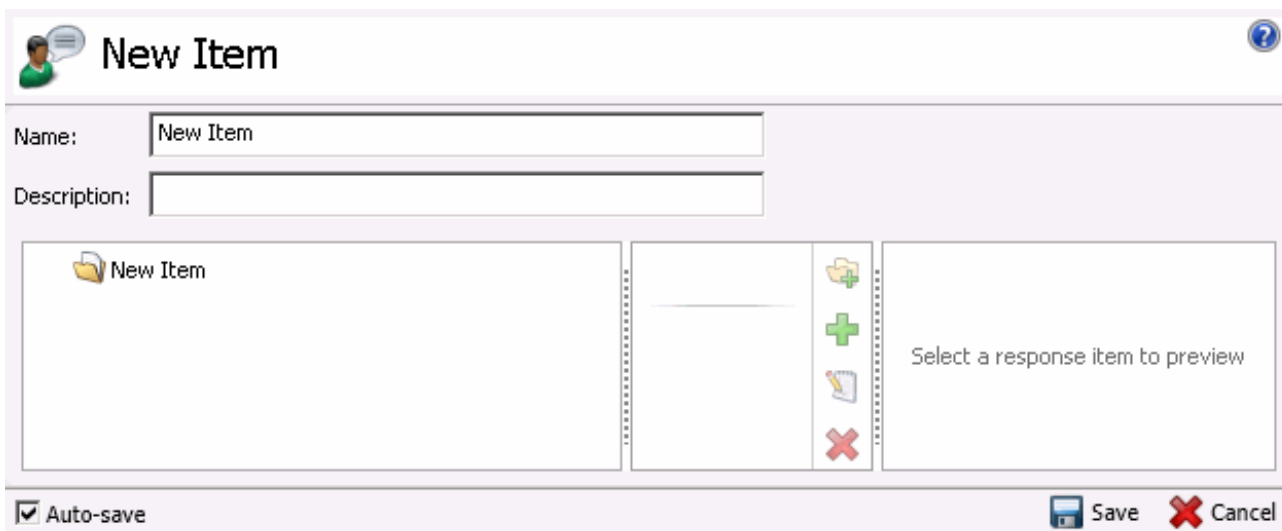 New Item
Name:
New Item
Description:
New Item
Select a response item to preview
Auto-save
Save
Cancel